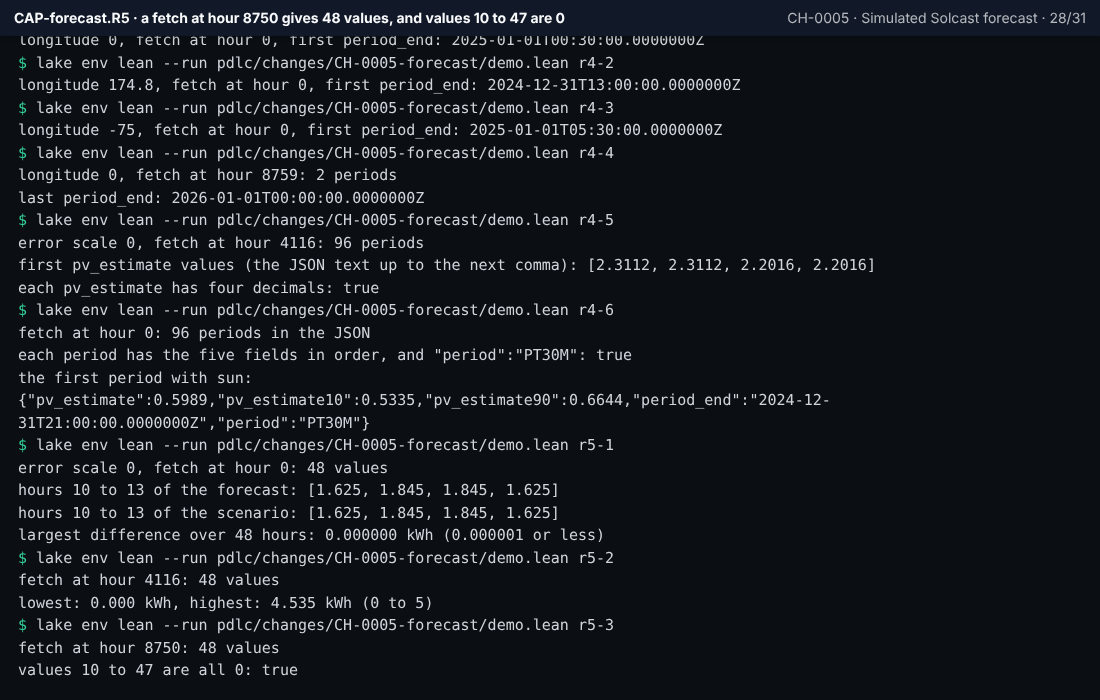 CAP-forecast.R5 · a fetch at hour 8750 gives 48 values, and values 10 to 47 are 0
CH-0005 · Simulated Solcast forecast · 28/31
longitude 0, fetch at hour 0, first period_end: 2025-01-01T00:30:00.0000000Z
$ lake env lean --run pdlc/changes/CH-0005-forecast/demo.lean r4-2
longitude 174.8, fetch at hour 0, first period_end: 2024-12-31T13:00:00.0000000Z
$ lake env lean --run pdlc/changes/CH-0005-forecast/demo.lean r4-3
longitude -75, fetch at hour 0, first period_end: 2025-01-01T05:30:00.0000000Z
$ lake env lean --run pdlc/changes/CH-0005-forecast/demo.lean r4-4
longitude 0, fetch at hour 8759: 2 periods
last period_end: 2026-01-01T00:00:00.0000000Z
$ lake env lean --run pdlc/changes/CH-0005-forecast/demo.lean r4-5
error scale 0, fetch at hour 4116: 96 periods
first pv_estimate values (the JSON text up to the next comma): [2.3112, 2.3112, 2.2016, 2.2016]
each pv_estimate has four decimals: true
$ lake env lean --run pdlc/changes/CH-0005-forecast/demo.lean r4-6
fetch at hour 0: 96 periods in the JSON
each period has the five fields in order, and "period":"PT30M": true
the first period with sun:
{"pv_estimate":0.5989,"pv_estimate10":0.5335,"pv_estimate90":0.6644,"period_end":"2024-12-
31T21:00:00.0000000Z","period":"PT30M"}
$ lake env lean --run pdlc/changes/CH-0005-forecast/demo.lean r5-1
error scale 0, fetch at hour 0: 48 values
hours 10 to 13 of the forecast: [1.625, 1.845, 1.845, 1.625]
hours 10 to 13 of the scenario: [1.625, 1.845, 1.845, 1.625]
largest difference over 48 hours: 0.000000 kWh (0.000001 or less)
$ lake env lean --run pdlc/changes/CH-0005-forecast/demo.lean r5-2
fetch at hour 4116: 48 values
lowest: 0.000 kWh, highest: 4.535 kWh (0 to 5)
$ lake env lean --run pdlc/changes/CH-0005-forecast/demo.lean r5-3
fetch at hour 8750: 48 values
values 10 to 47 are all 0: true